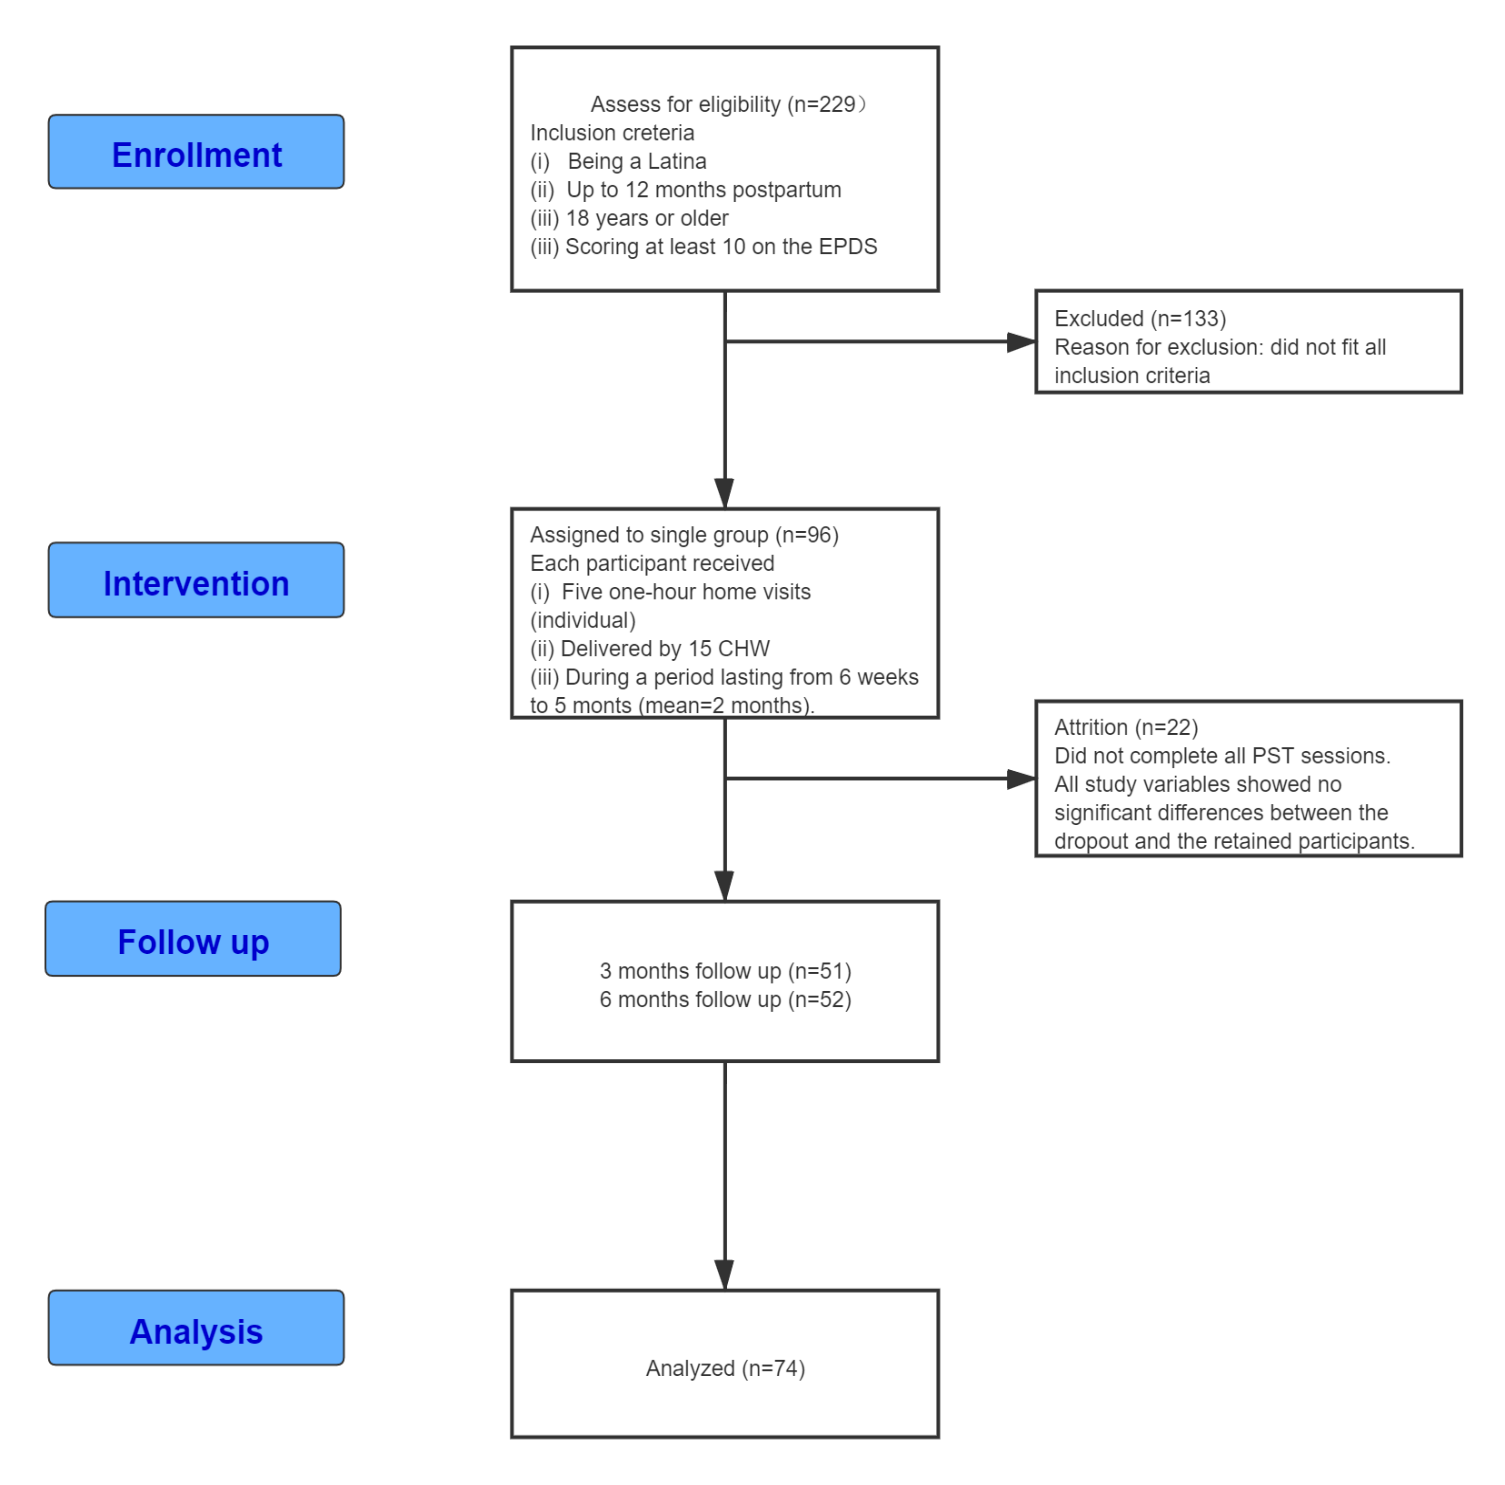 Enrollment
Assess for eligibility (n=229）
Inclusion creteria
(i) Being a Latina
(ii) Up to 12 months postpartum
(iii) 18 years or older
(iii) Scoring at least 10 on the EPDS
Excluded (n=133)
Reason for exclusion: did not fit all
inclusion criteria
Intervention
Assigned to single group (n=96)
Each participant received
(i) Five one-hour home visits
(individual)
(ii) Delivered by 15 CHW
(iii) During a period lasting from 6 weeks
to 5 monts (mean=2 months).
Attrition (n=22)
Did not complete all PST sessions.
All study variables showed no
significant differences between the
dropout and the retained participants.
Follow up
3 months follow up (n=51)
6 months follow up (n=52)
Analysis
Analyzed (n=74)